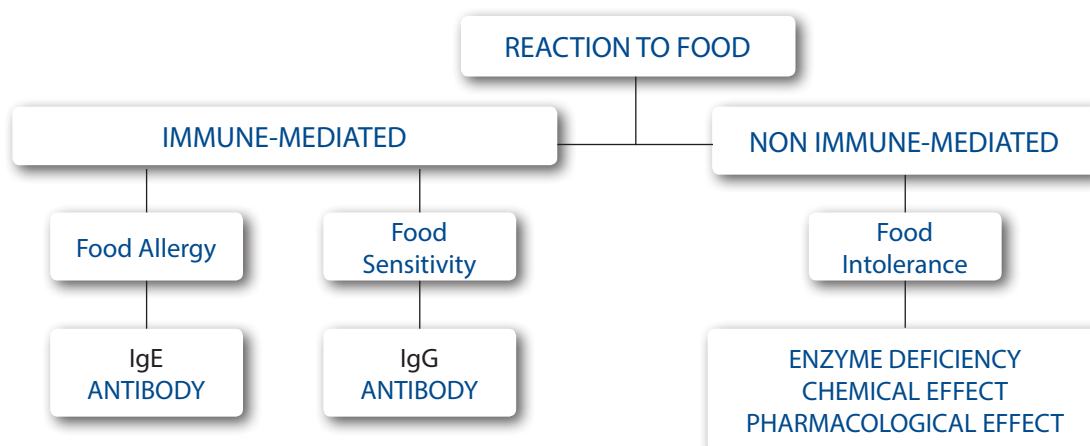 REACTION TO FOOD
IMMUNE-MEDIATED
NON IMMUNE-MEDIATED
Food Allergy
Food
Sensitivity
Food
Intolerance
IgE
ANTIBODY
IgG
ANTIBODY
ENZYME DEFICIENCY
CHEMICAL EFFECT
PHARMACOLOGICAL EFFECT